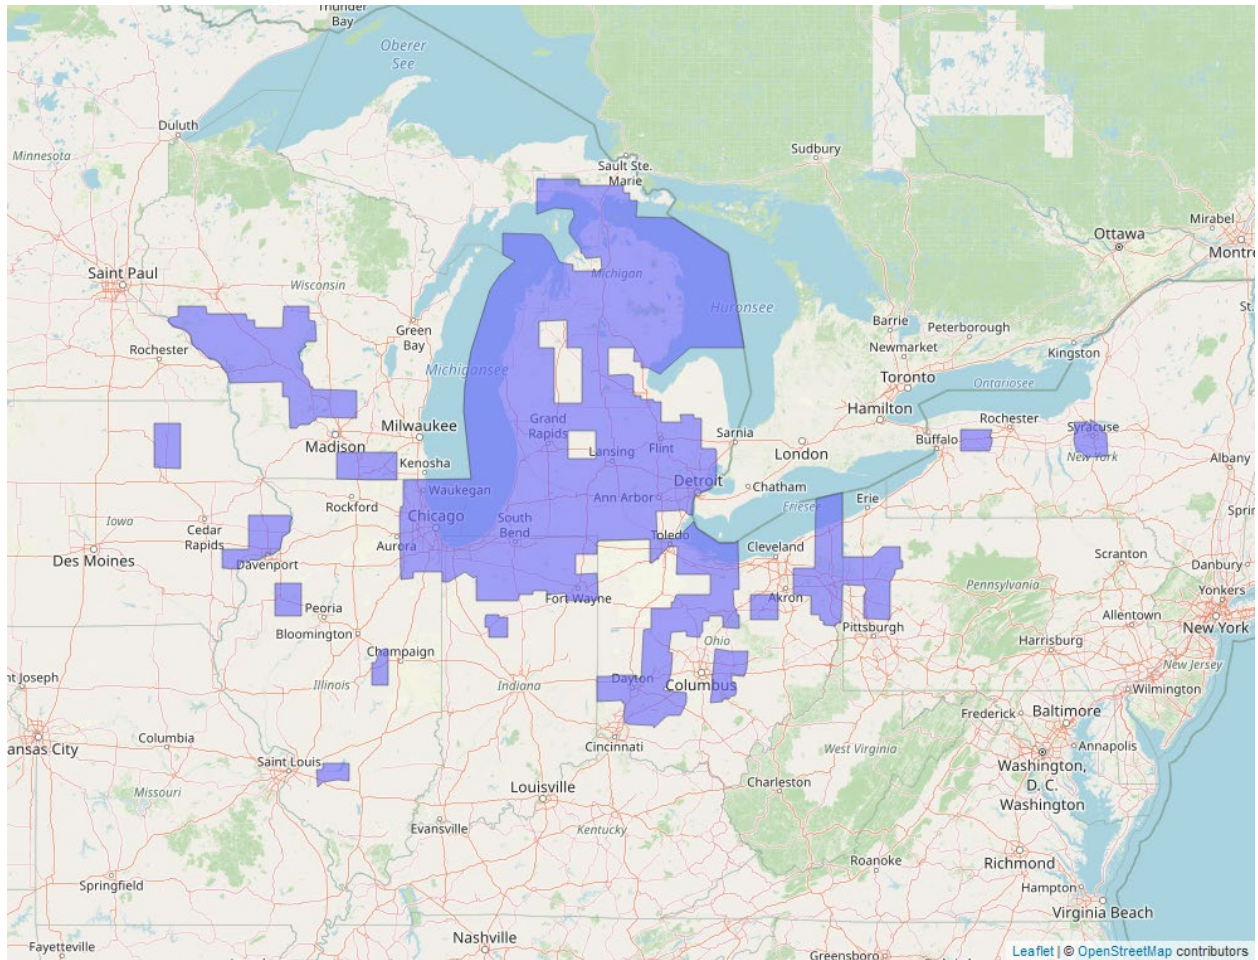 Thunder
Bay
Oberer
See
Duluth
Minnesota
Sudbury
Sault Ste.
Marie
Mirabel
Ottawa
Montre
Saint Paul
Wisconsin
Michigan
Huronsee
St.
Barrie
Peterborough
Green
Bay
Newmarket
Kingston
Rochester
Michigansee
Toronto
Ontariosee
Hamilton
Grand
Rapids
Milwaukee
Madison
Flint
Lansing
Sarnia
London
Rochester
Syracuse
Buffalo
New York
Albany
Kenosha
Waukegan
Detroit
Chatham
Ann Arbor
Erie
Eriesee
Rockford
Chicago
South
Bend
Iowa
Cedar
Rapids
Aurora
Toledo
Cleveland
Des Moines
Davenport
Scranton
Danbury
Springf
Pennsylvania
Yonkers
Fort Wayne
Akron
Peoria
Allentown
New York
Bloomington
Pittsburgh
Ohio
Harrisburg
Champaign
New Jersey
nt Joseph
Illinois
Indiana
Dayton
Columbus
Wilmington
Frederick
Baltimore
Columbia
Cincinnati
West Virginia
Annapolis
ansas City
Saint Louis
Washington,
D. C.
Washington
Missouri
Louisville
Charleston
Evansville
Kentucky
Roanoke
Richmond
Springfield
Hampton
Virginia Beach
Nashville
Fayetteville
Greensboro
Leaflet | © OpenStreetMap contributors